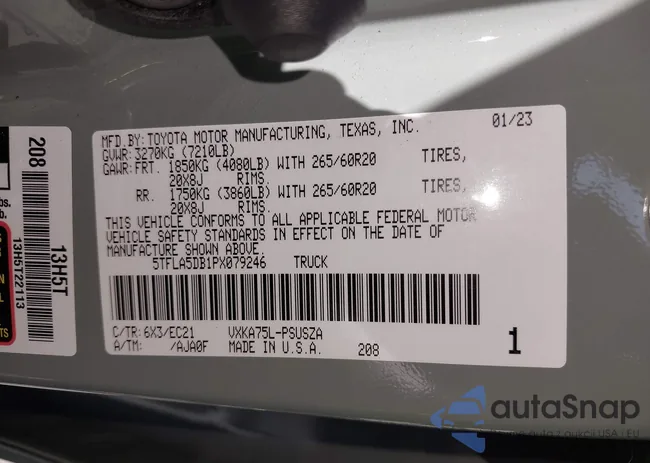 MFD.BY:TOYOTA MOTOR MANUFACTURING, TEXAS, INC. 01/23
GVWR:3270KG (7210LB)
GAWR:FRT. 1850KG (4080LB) WITH 265/60R20 TIRES,
20X8J RIMS
RR. 1750KG (3860LB) WITH 265/60R20 TIRES,
20X8J RIMS
THIS VEHICLE CONFORMS TO ALL APPLICABLE FEDERAL MOTOR
VEHICLE SAFETY STANDARDS IN EFFECT ON THE DATE OF
MANUFACTURE SHOWN ABOVE.
5TFLA5DB1PX079246 TRUCK
C/TR: 6X3/EC21 VXKA75L-PSUSZA
A/TM: /AJA0F MADE IN U.S.A. 208 1
208
13H5T
13H5T22113
autaSnap